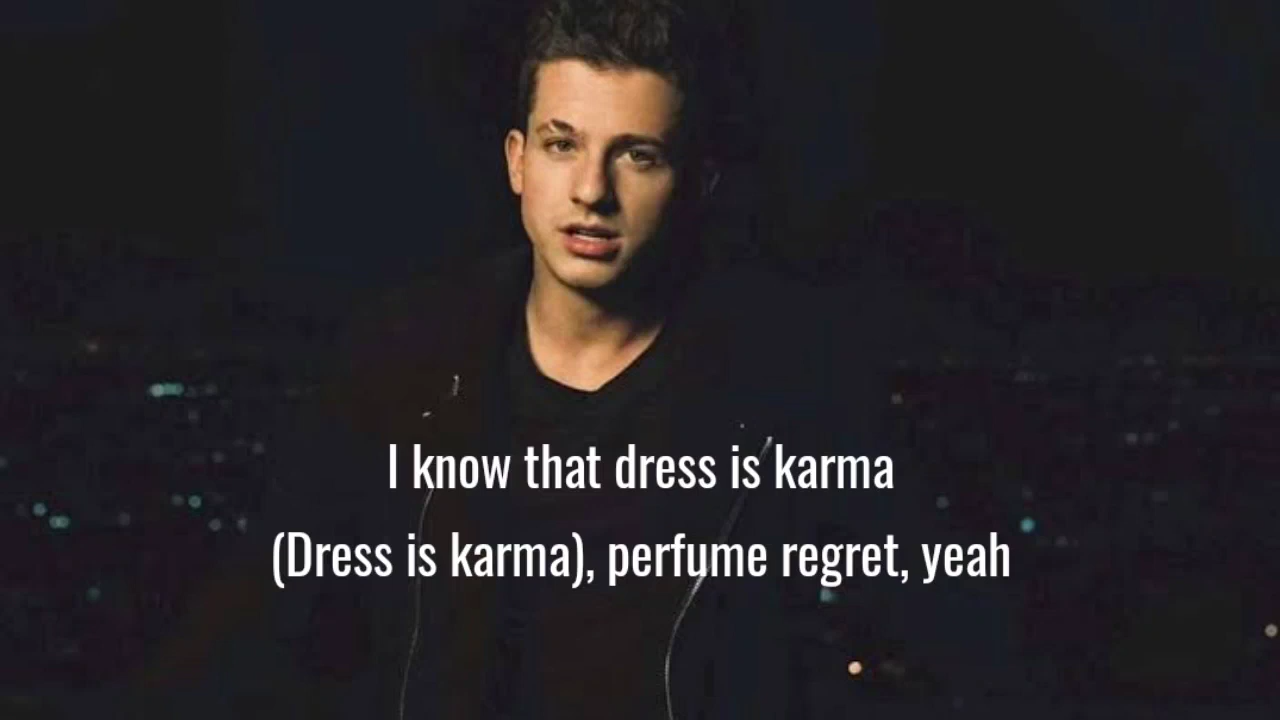 I know that dress is karma
(Dress is karma), perfume regret, yeah